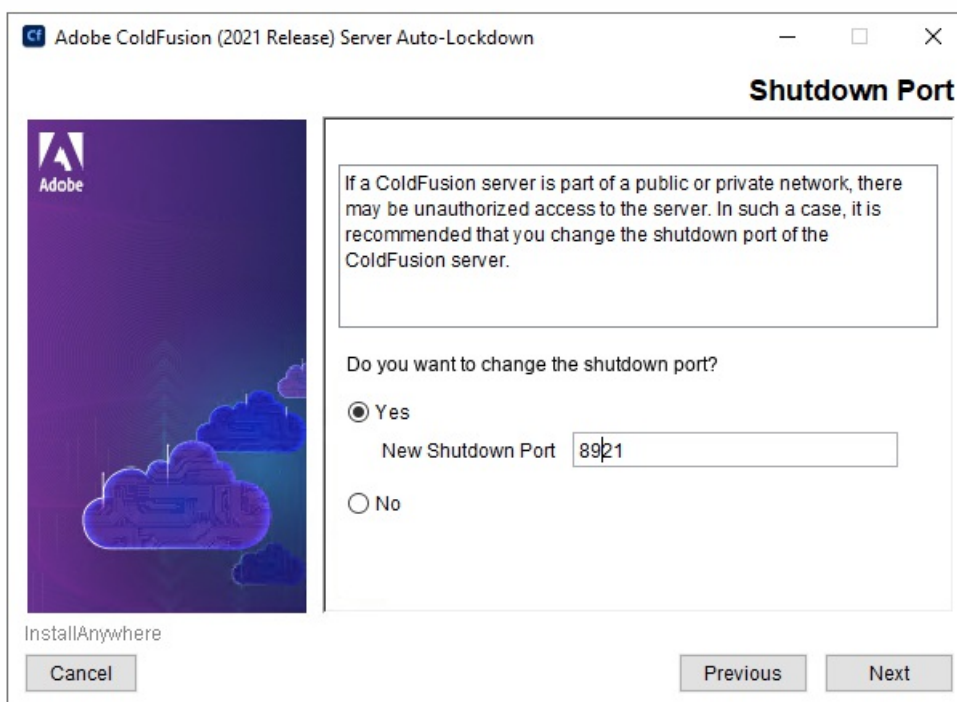 Cf Adobe ColdFusion (2021 Release) Server Auto-Lockdown
Shutdown Port
Adobe
If a ColdFusion server is part of a public or private network, there
may be unauthorized access to the server. In such a case, it is
recommended that you change the shutdown port of the
ColdFusion server.
Do you want to change the shutdown port?
Yes
New Shutdown Port 8921
No
InstallAnywhere
Cancel Previous Next